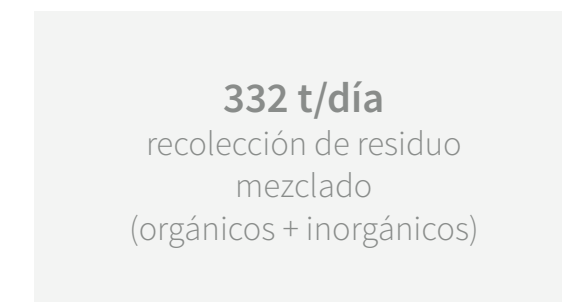 332 t/día
recolección de residuo
mezclado
(orgánicos + inorgánicos)